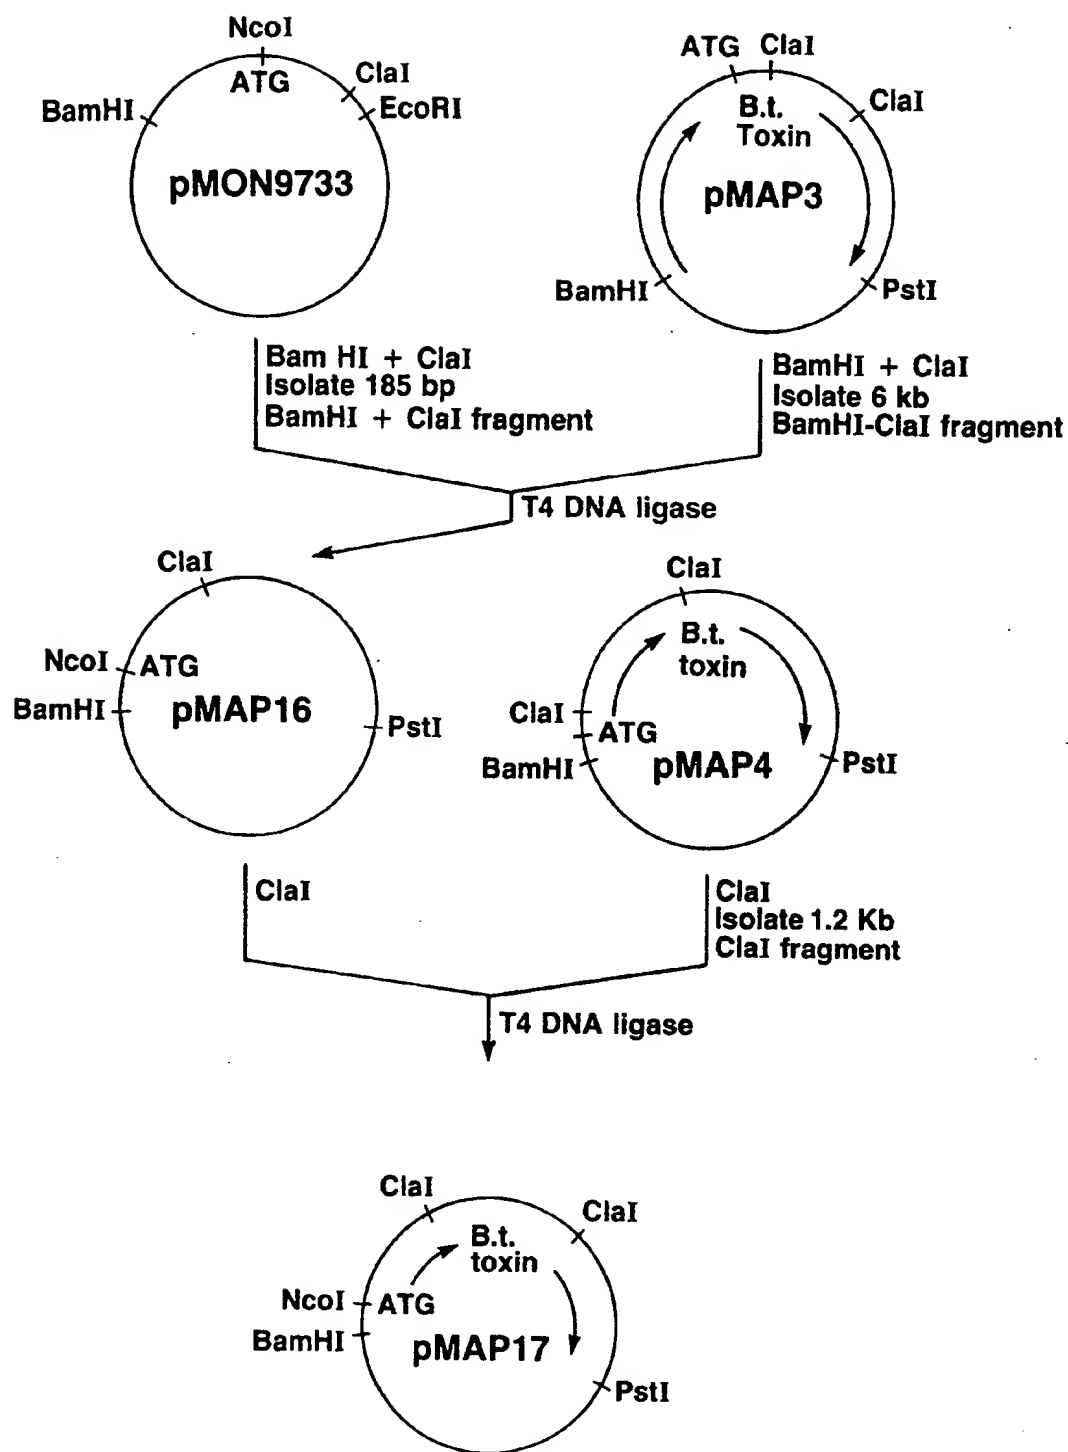 NcoI
ATG
ClaI
EcoRI
BamHI
pMON9733
ATG ClaI
ClaI
B.t.
Toxin
pMAP3
BamHI
PstI
Bam HI + ClaI
Isolate 185 bp
BamHI + ClaI fragment
BamHI + ClaI
Isolate 6 kb
BamHI-ClaI fragment
T4 DNA ligase
ClaI
NcoI ATG
BamHI
pMAP16
PstI
ClaI
B.t.
toxin
ClaI
ATG
BamHI
pMAP4
PstI
ClaI
ClaI
Isolate 1.2 Kb
ClaI fragment
T4 DNA ligase
ClaI
ClaI
B.t.
toxin
NcoI ATG
BamHI
pMAP17
PstI